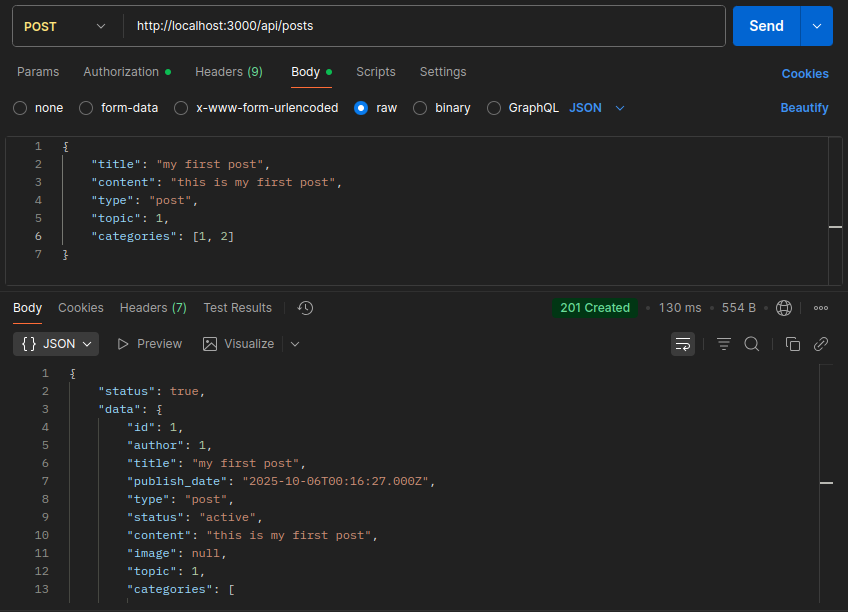 POST http://localhost:3000/api/posts Send
Params Authorization Headers (9) Body Scripts Settings Cookies
none form-data x-www-form-urlencoded raw binary GraphQL JSON Beautify
1 {
2 "title": "my first post",
3 "content": "this is my first post",
4 "type": "post",
5 "topic": 1,
6 "categories": [1, 2]
7 }
Body Cookies Headers (7) Test Results 201 Created 130 ms 554 B
{} JSON Preview Visualize
1 {
2 "status": true,
3 "data": {
4 "id": 1,
5 "author": 1,
6 "title": "my first post",
7 "publish_date": "2025-10-06T00:16:27.000Z",
8 "type": "post",
9 "status": "active",
10 "content": "this is my first post",
11 "image": null,
12 "topic": 1,
13 "categories": [